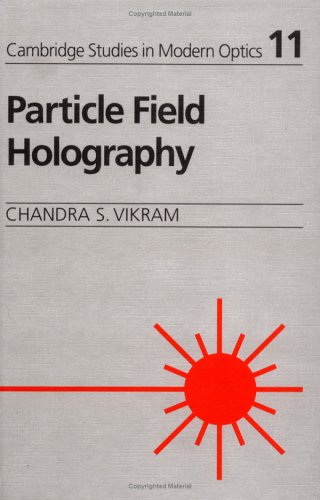 Cambridge Studies in Modern Optics 11
Particle Field
Holography
CHANDRA S. VIKRAM
Copyrighted Material
Copyrighted Material